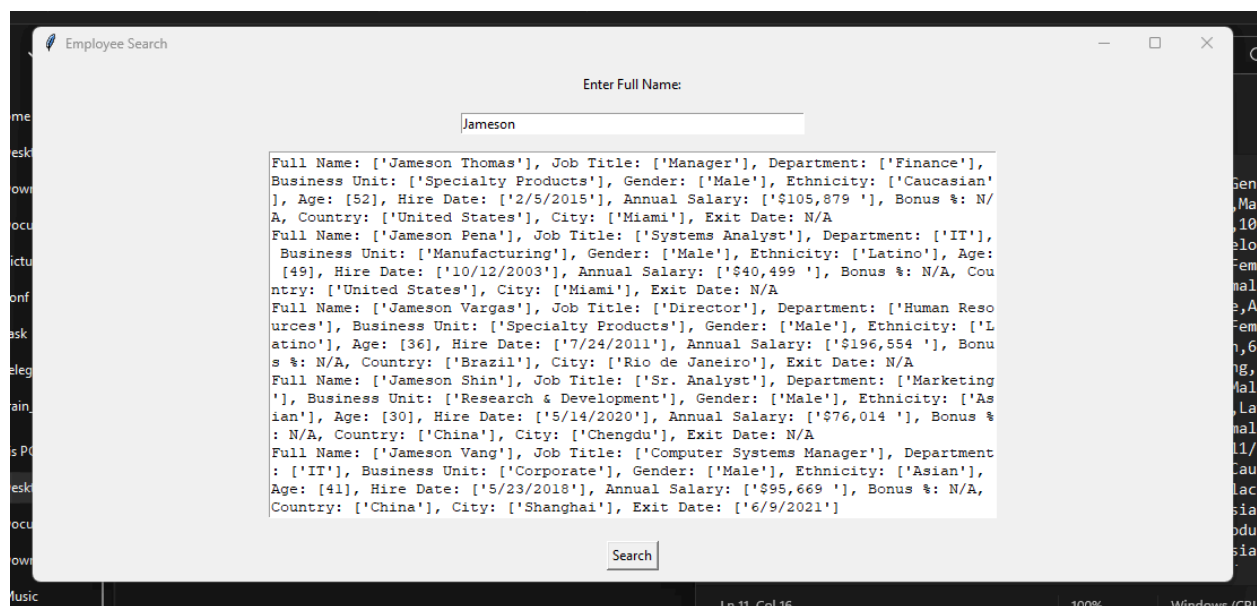 Employee Search
Enter Full Name:
Jameson
Full Name: ['Jameson Thomas'], Job Title: ['Manager'], Department: ['Finance'],
Business Unit: ['Specialty Products'], Gender: ['Male'], Ethnicity: ['Caucasian'
], Age: [52], Hire Date: ['2/5/2015'], Annual Salary: ['$105,879 '], Bonus %: N/
A, Country: ['United States'], City: ['Miami'], Exit Date: N/A
Full Name: ['Jameson Pena'], Job Title: ['Systems Analyst'], Department: ['IT'],
Business Unit: ['Manufacturing'], Gender: ['Male'], Ethnicity: ['Latino'], Age:
[49], Hire Date: ['10/12/2003'], Annual Salary: ['$40,499 '], Bonus %: N/A, Cou
ntry: ['United States'], City: ['Miami'], Exit Date: N/A
Full Name: ['Jameson Vargas'], Job Title: ['Director'], Department: ['Human Reso
urces'], Business Unit: ['Specialty Products'], Gender: ['Male'], Ethnicity: ['L
atino'], Age: [36], Hire Date: ['7/24/2011'], Annual Salary: ['$196,554 '], Bonu
s %: N/A, Country: ['Brazil'], City: ['Rio de Janeiro'], Exit Date: N/A
Full Name: ['Jameson Shin'], Job Title: ['Sr. Analyst'], Department: ['Marketing
'], Business Unit: ['Research & Development'], Gender: ['Male'], Ethnicity: ['As
ian'], Age: [30], Hire Date: ['5/14/2020'], Annual Salary: ['$76,014 '], Bonus %
: N/A, Country: ['China'], City: ['Chengdu'], Exit Date: N/A
Full Name: ['Jameson Vang'], Job Title: ['Computer Systems Manager'], Department
: ['IT'], Business Unit: ['Corporate'], Gender: ['Male'], Ethnicity: ['Asian'],
Age: [41], Hire Date: ['5/23/2018'], Annual Salary: ['$95,669 '], Bonus %: N/A,
Country: ['China'], City: ['Shanghai'], Exit Date: ['6/9/2021']
Search
Music
100%